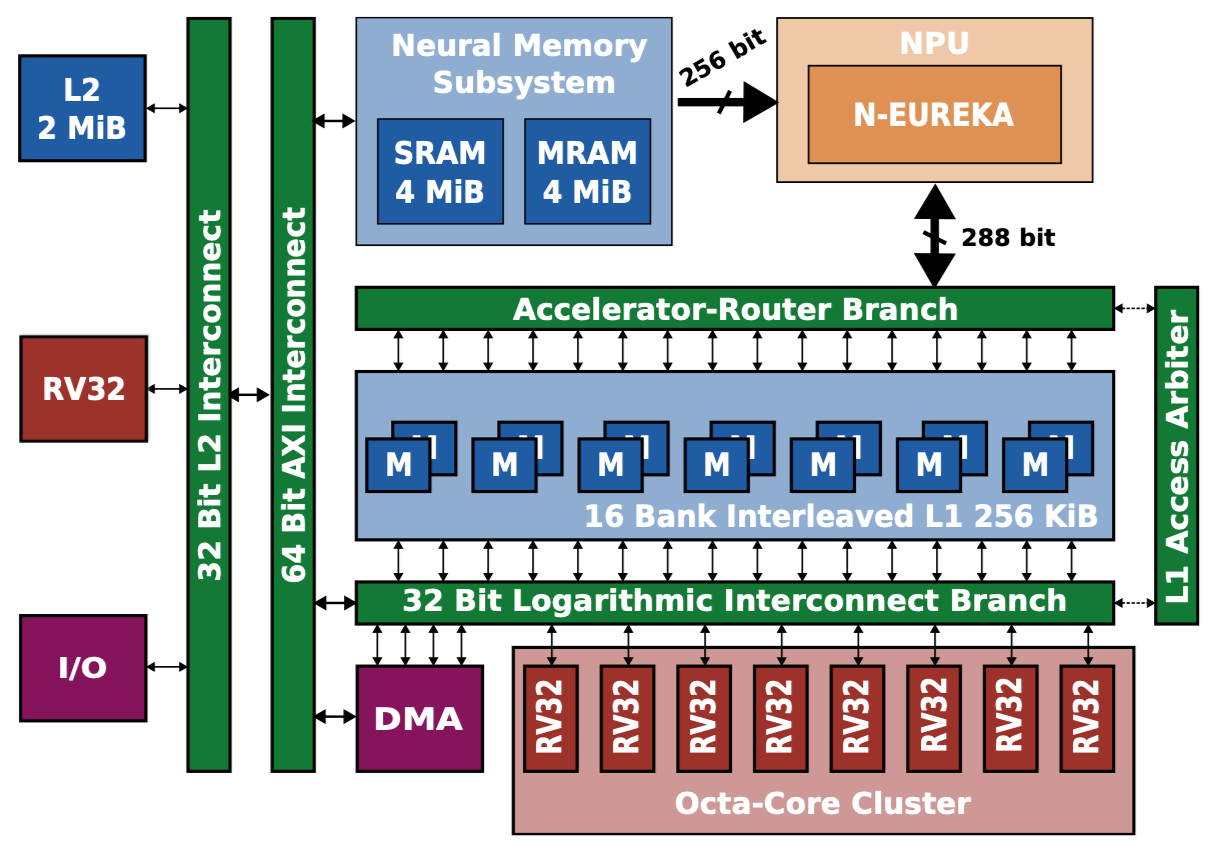 L2
2 MiB
RV32
I/O
32 Bit L2 Interconnect
64 Bit AXI Interconnect
Neural Memory
Subsystem
SRAM
4 MiB
MRAM
4 MiB
256 bit
NPU
N-EUREKA
288 bit
Accelerator-Router Branch
M
M
M
M
M
M
M
16 Bank Interleaved L1 256 KiB
L1 Access Arbiter
32 Bit Logarithmic Interconnect Branch
DMA
RV32
RV32
RV32
RV32
RV32
RV32
RV32
RV32
Octa-Core Cluster